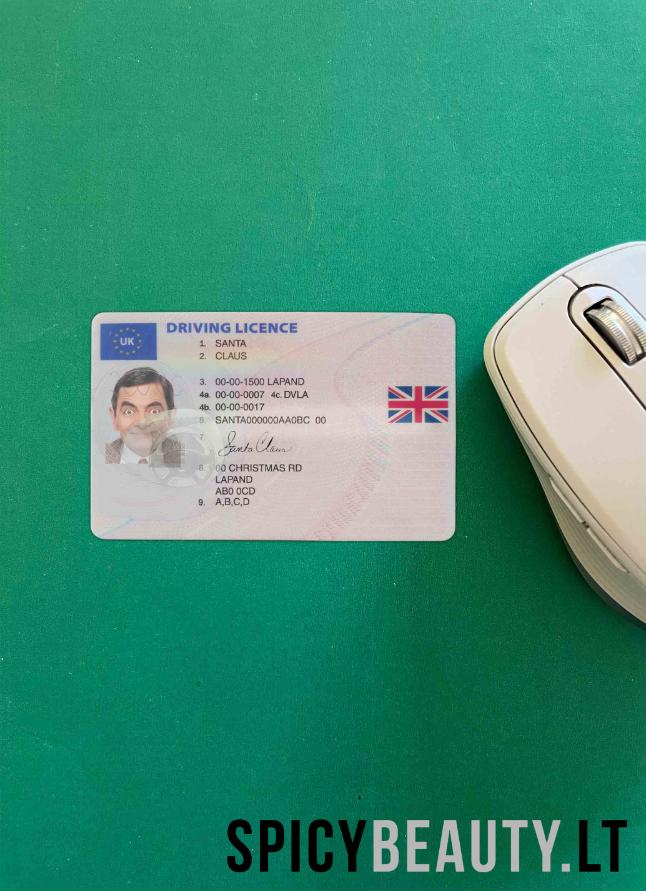 UK
DRIVING LICENCE
1. SANTA
2. CLAUS
3. 00-00-1500 LAPAND
4a. 00-00-0007 4c. DVLA
4b. 00-00-0017
5. SANTA000000AA0BC 00
7. Santa Claus
8. 00 CHRISTMAS RD
LAPAND
AB0 0CD
9. A,B,C,D
SPICYBEAUTY.LT